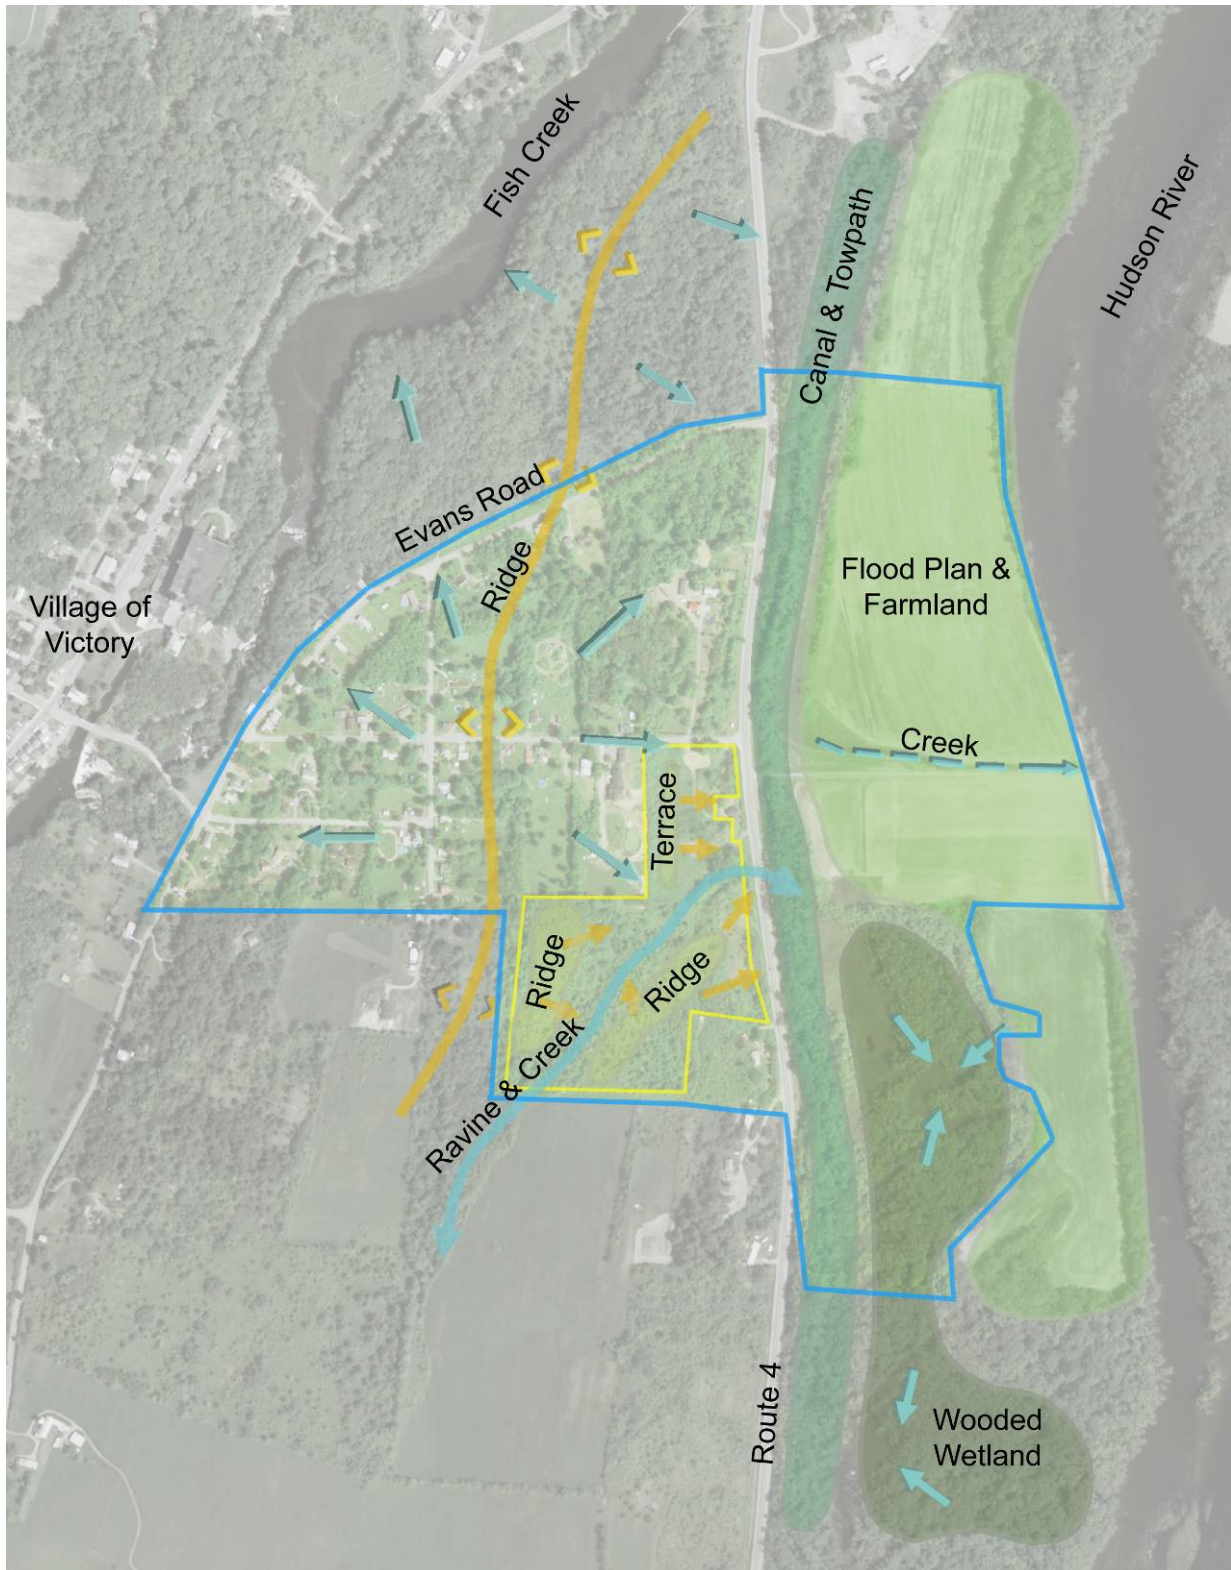 Fish Creek
Canal & Towpath
Hudson River
Evans Road
Ridge
Flood Plan &
Farmland
Village of
Victory
Creek
Terrace
Ridge
Ridge
Ravine & Creek
Route 4
Wooded
Wetland